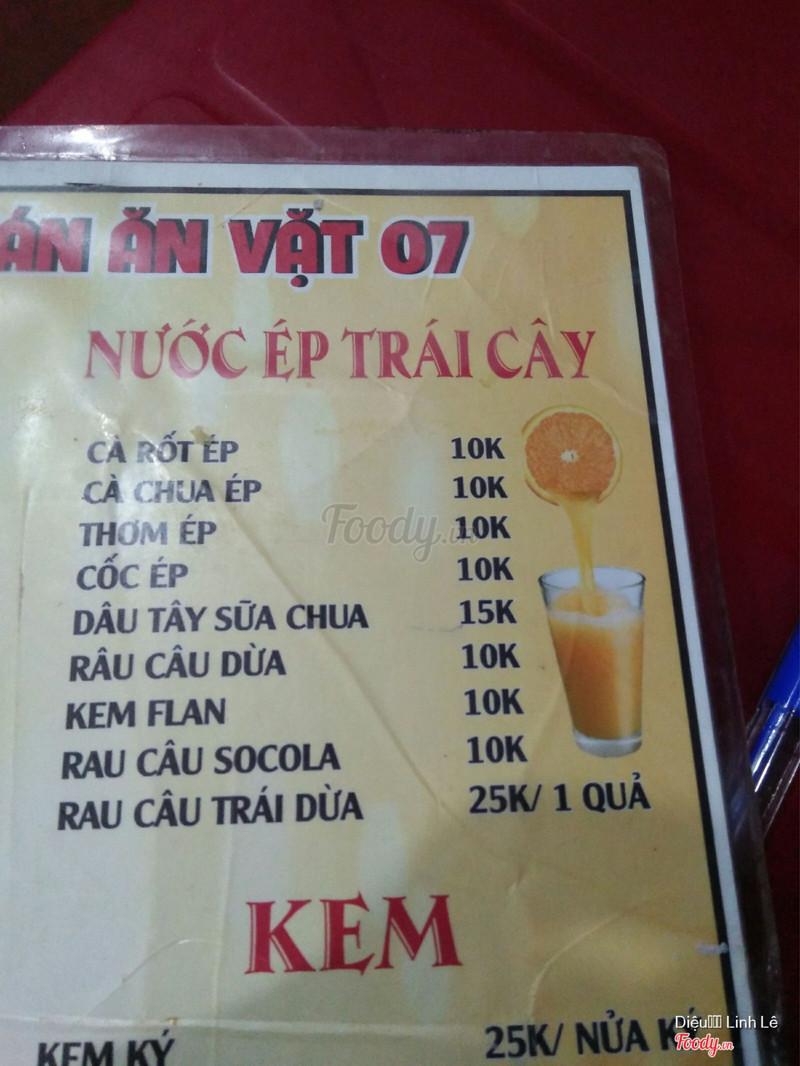 ÁN ĂN VẶT 07
NƯỚC ÉP TRÁI CÂY
CÀ RỐT ÉP 10K
CÀ CHUA ÉP 10K
THƠM ÉP 10K
CỐC ÉP 10K
DÂU TÂY SỮA CHUA 15K
RÂU CÂU DỪA 10K
KEM FLAN 10K
RAU CÂU SOCOLA 10K
RAU CÂU TRÁI DỪA 25K/ 1 QUẢ
KEM
KEM KÝ 25K/ NỬA
Foody.vn
Diệu Linh Lê
Foody.vn